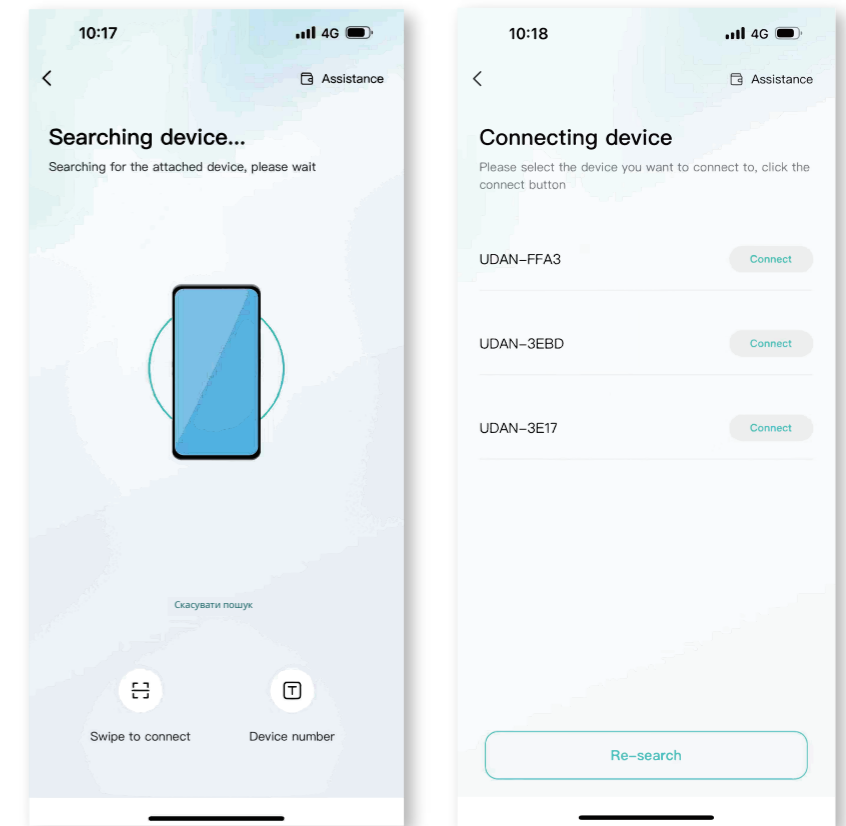 10:17
4G
Assistance
Searching device...
Searching for the attached device, please wait
Скасувати пошук
T
Swipe to connect
Device number
10:18
4G
Assistance
Connecting device
Please select the device you want to connect to, click the
connect button
UDAN-FFA3
Connect
UDAN-3EBD
Connect
UDAN-3E17
Connect
Re-search